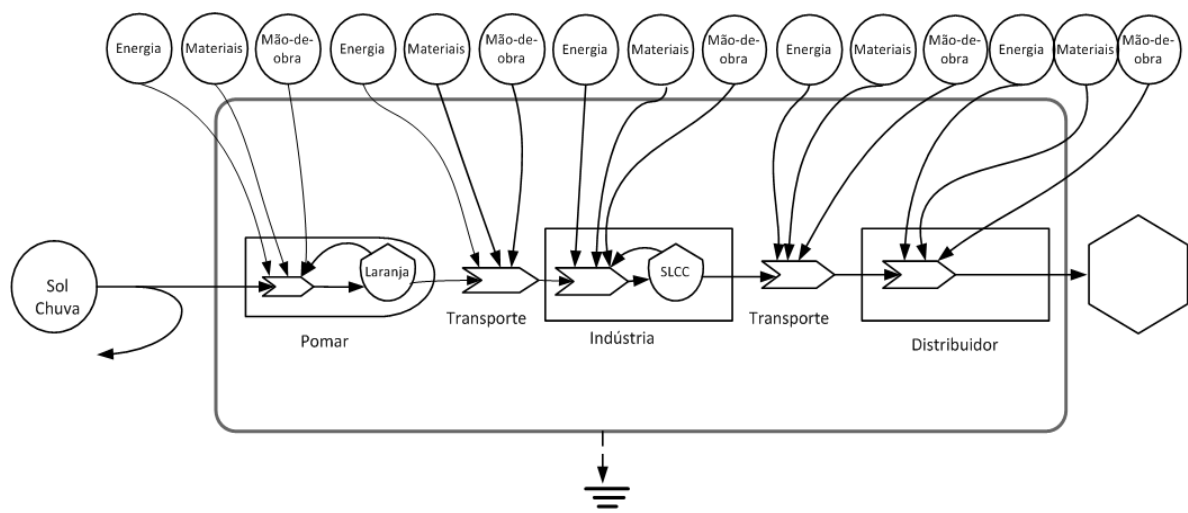 Energia
Materiais
Mão-de-
obra
Energia
Materiais
Mão-de-
obra
Energia
Materiais
Mão-de-
obra
Energia
Materiais
Mão-de-
obra
Energia
Materiais
Mão-de-
obra
Sol
Chuva
Laranja
Pomar
Transporte
SLCC
Indústria
Transporte
Distribuidor